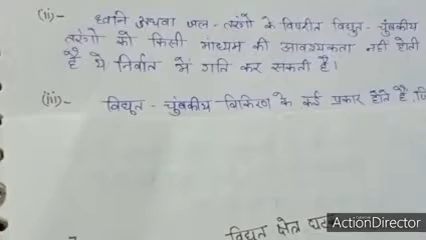 (ii)- ध्वनि अथवा जल-तरंगो के विपरीत विद्युत-चुंबकीय
तरंगो को किसी माध्यम की आवश्यकता नहीं होती
है ये निर्वात में गति कर सकती है।
(iii)- विद्युत-चुंबकीय विकिरण के कई प्रकार होते है,
विद्युत क्षेत्र
ActionDirector